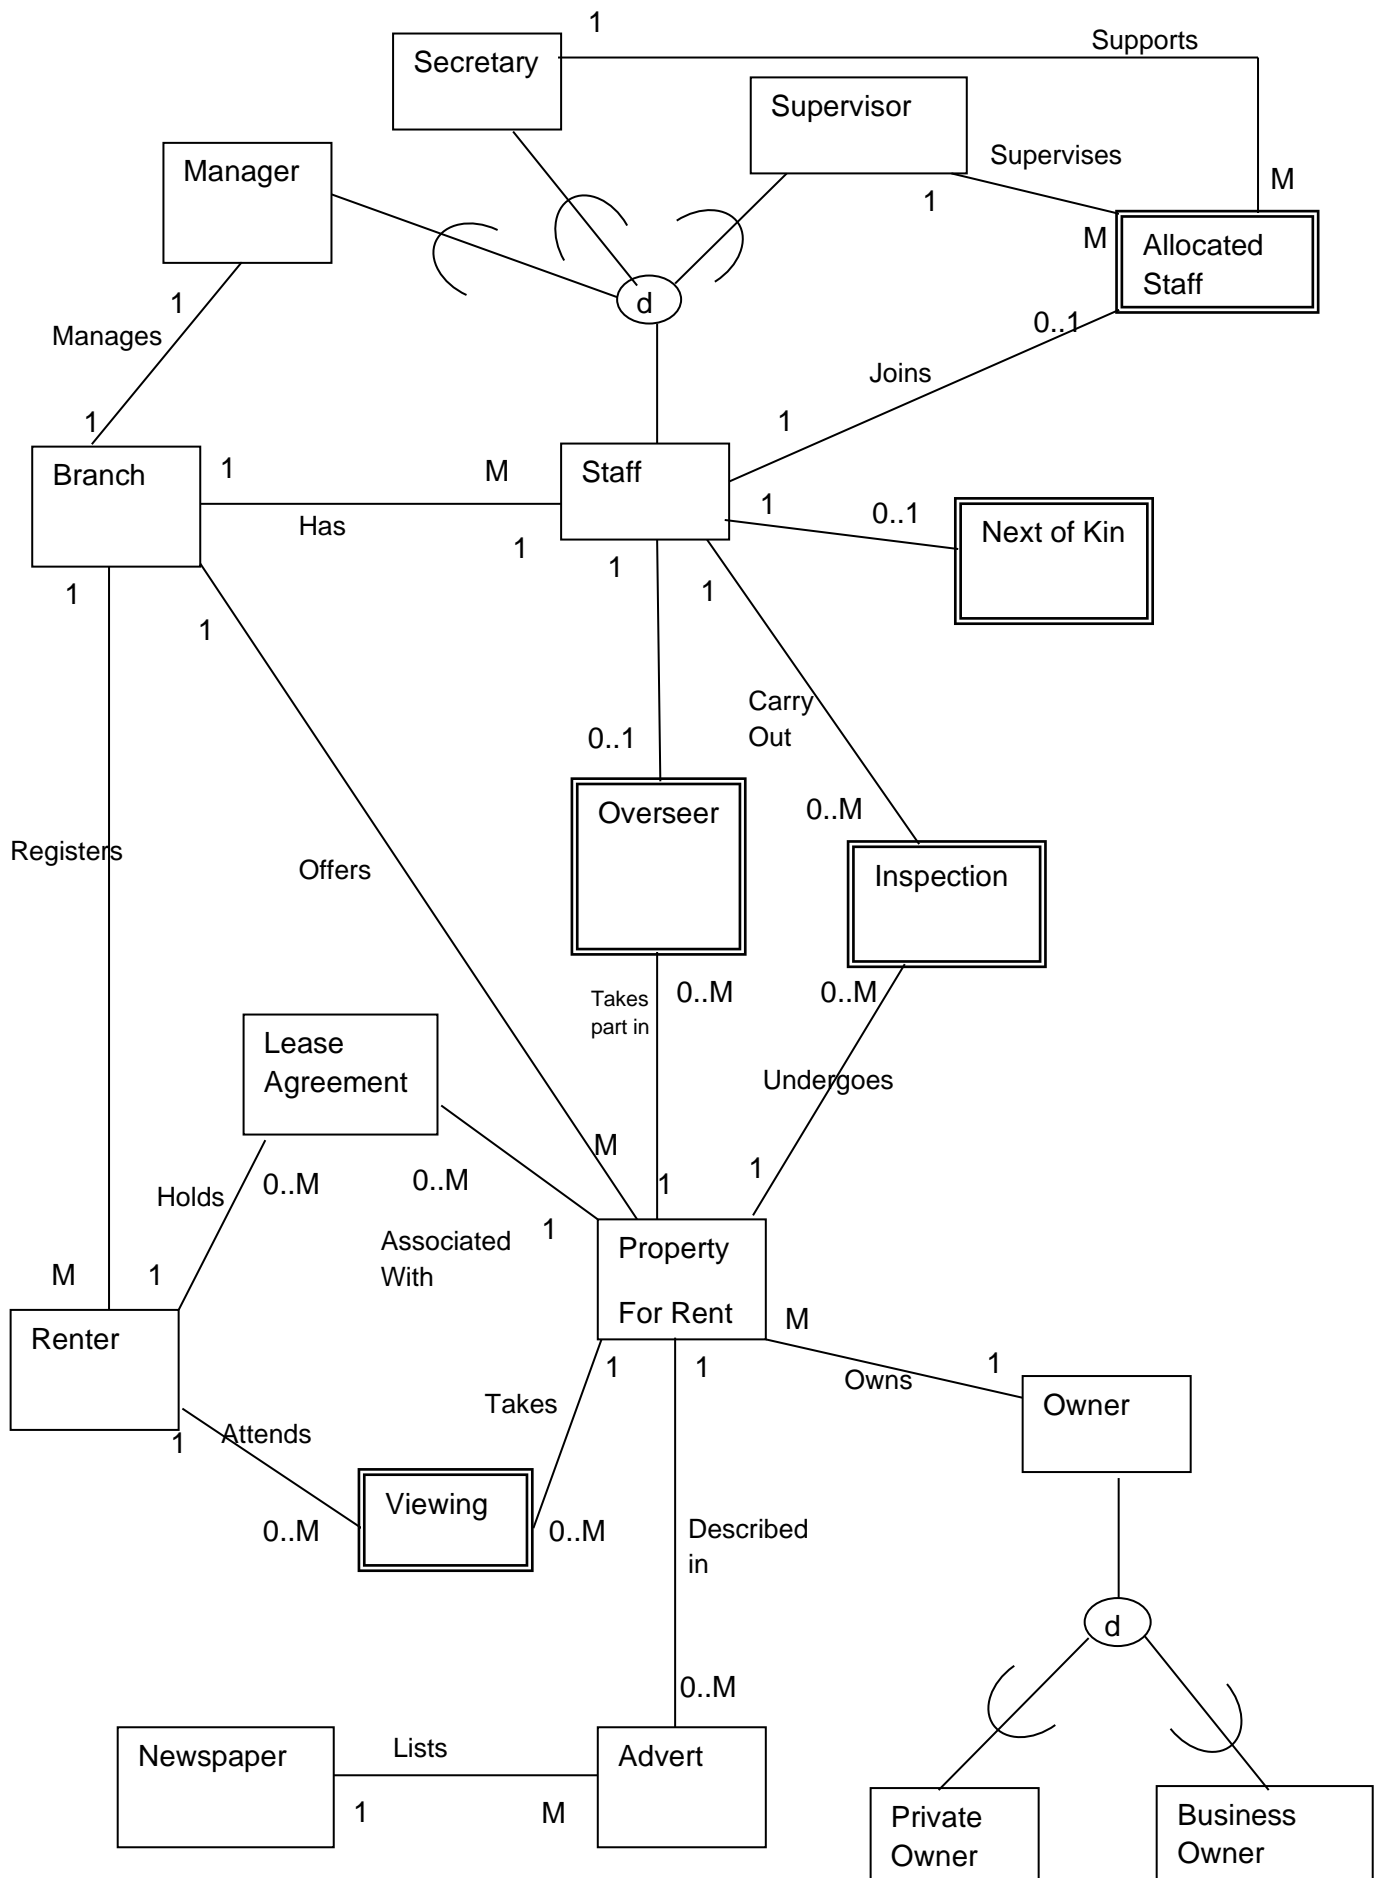 1
Supports
Secretary
Supervisor
Supervises
Manager
1
M
M
Allocated
Staff
d
1
0..1
Manages
Joins
1
1
Branch
1
M
Staff
1
0..1
Next of Kin
Has
1
1
1
1
1
Carry
Out
0..1
Overseer
0..M
Registers
Offers
Inspection
Takes
part in
0..M
0..M
Lease
Agreement
Undergoes
M
1
1
Holds
0..M
0..M
1
Associated
With
Property
For Rent
M
1
Renter
M
1
1
1
Owns
Owner
Takes
Attends
1
Viewing
0..M
0..M
Described
in
d
0..M
Newspaper
Lists
Advert
1
M
Private
Owner
Business
Owner